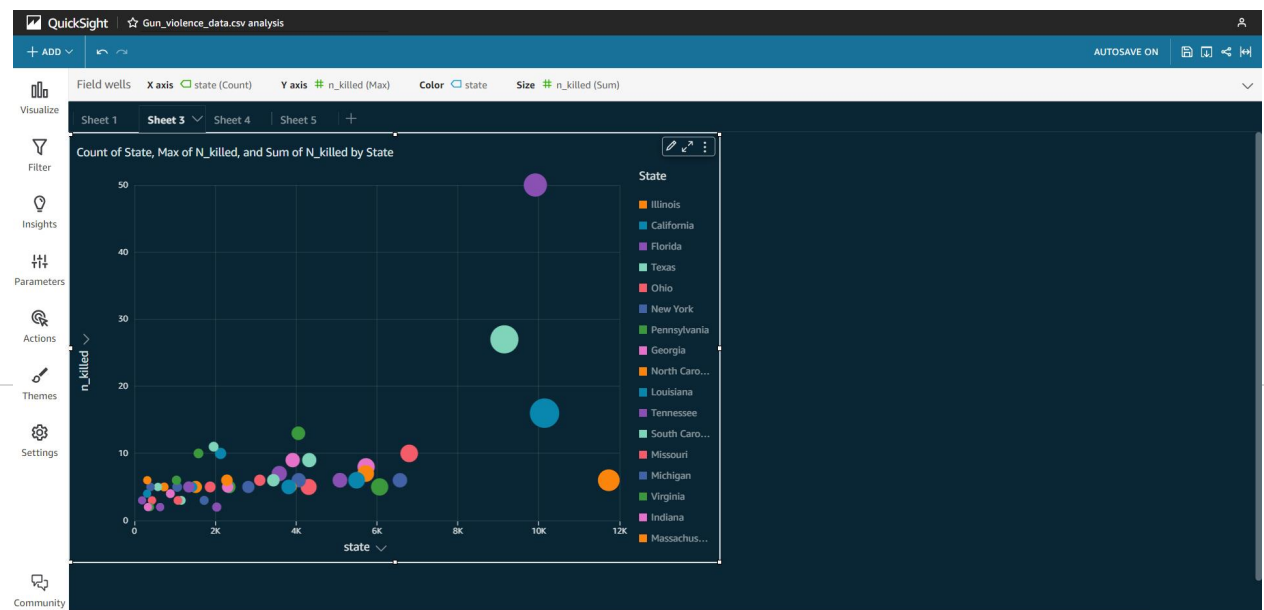 QuickSight Gun_violence_data.csv analysis
+ ADD AUTOSAVE ON
Field wells X axis state (Count) Y axis # n_killed (Max) Color state Size # n_killed (Sum)
Visualize
Filter
Insights
Parameters
Actions
Themes
Settings
Community
Sheet 1 Sheet 3 Sheet 4 Sheet 5 +
Count of State, Max of N_killed, and Sum of N_killed by State
50
40
30
20
10
0
n_killed
0 2K 4K 6K 8K 10K 12K
state
State
Illinois
California
Florida
Texas
Ohio
New York
Pennsylvania
Georgia
North Caro...
Louisiana
Tennessee
South Caro...
Missouri
Michigan
Virginia
Indiana
Massachus...